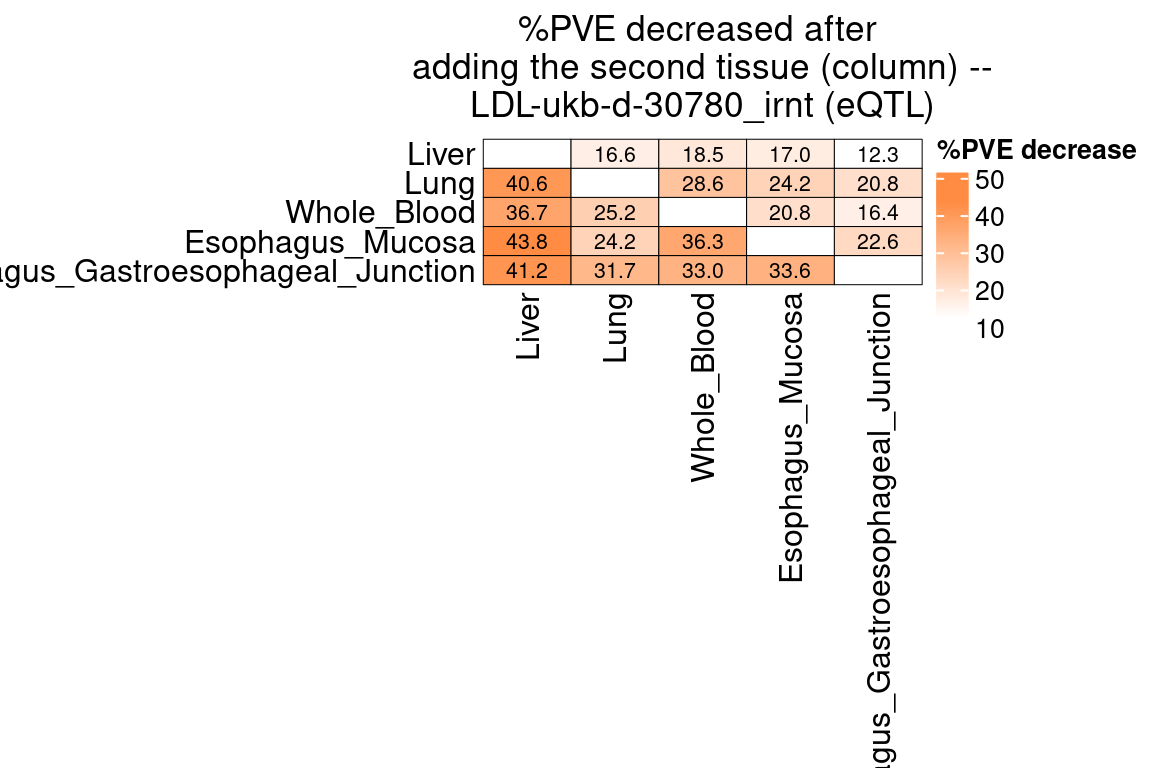 %PVE decreased after
adding the second tissue (column) --
LDL-ukb-d-30780_irnt (eQTL)
%PVE decrease
Liver 16.6 18.5 17.0 12.3
Lung 40.6 28.6 24.2 20.8
Whole_Blood 36.7 25.2 20.8 16.4
Esophagus_Mucosa 43.8 24.2 36.3 22.6
agus_Gastroesophageal_Junction 41.2 31.7 33.0 33.6
50
40
30
20
10
Liver
Lung
Whole_Blood
Esophagus_Mucosa
agus_Gastroesophageal_Junction